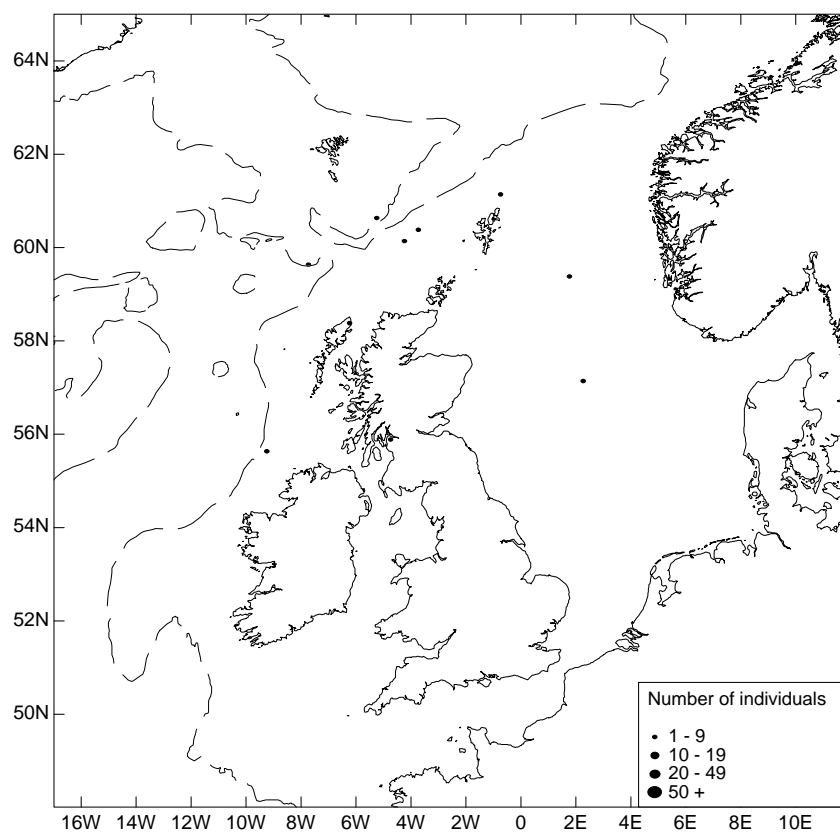 64N
62N
60N
58N
56N
54N
52N
50N
Number of individuals
1 - 9
10 - 19
20 - 49
50 +
16W 14W 12W 10W 8W 6W 4W 2W 0 2E 4E 6E 8E 10E